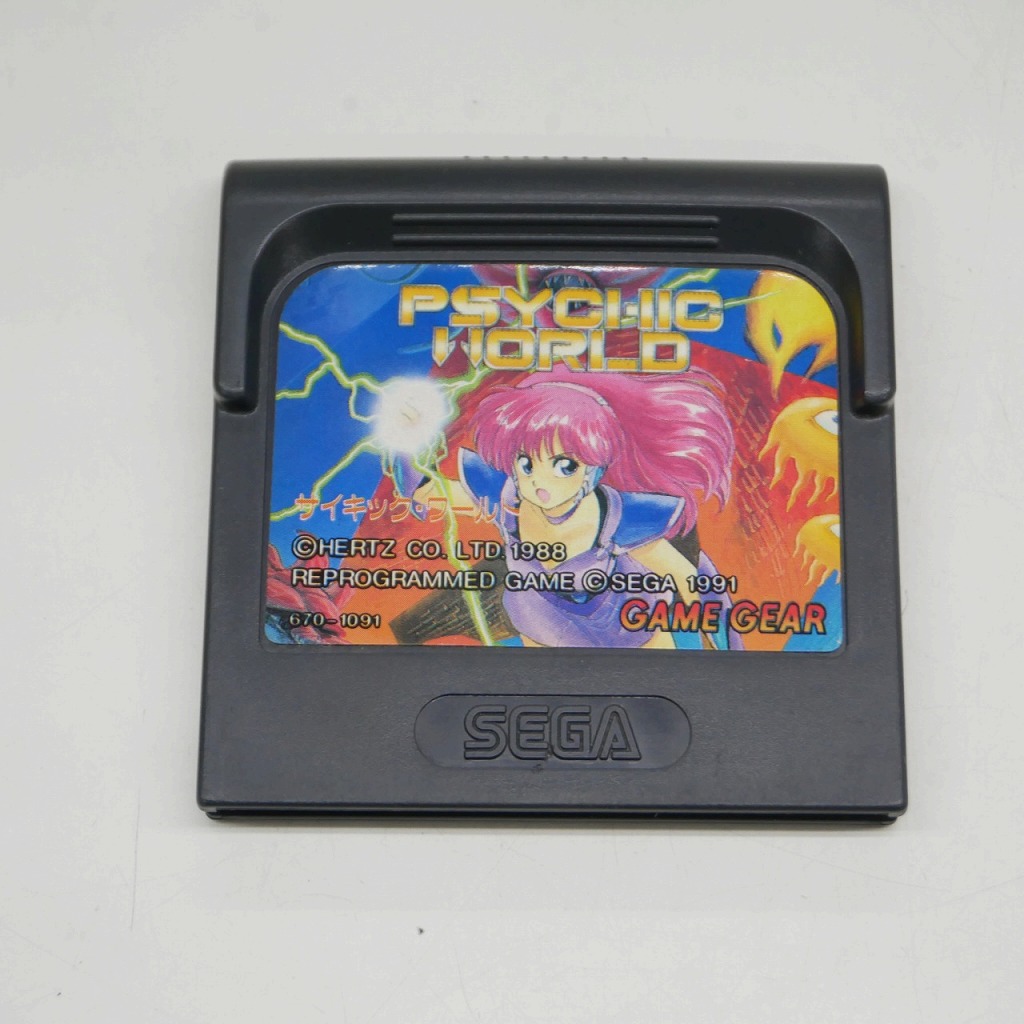 PSYCHIC
WORLD
サイキック・ワールド
©HERTZ CO. LTD. 1988
REPROGRAMMED GAME ©SEGA 1991
670-1091
GAME GEAR
SEGA